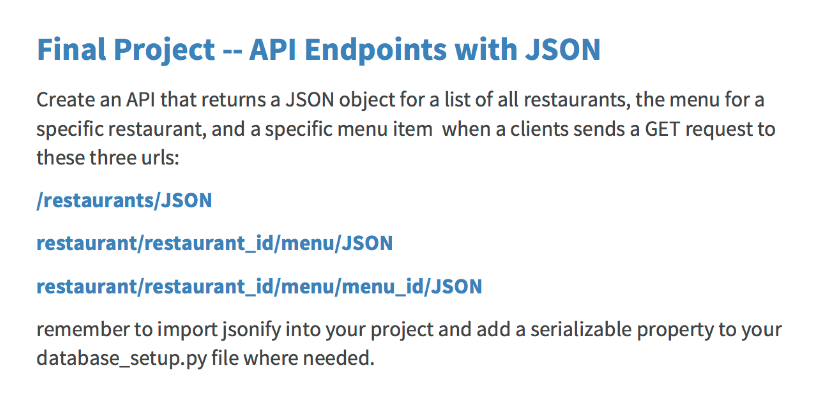 Final Project -- API Endpoints with JSON
Create an API that returns a JSON object for a list of all restaurants, the menu for a
specific restaurant, and a specific menu item  when a clients sends a GET request to
these three urls:
/restaurants/JSON
restaurant/restaurant_id/menu/JSON
restaurant/restaurant_id/menu/menu_id/JSON
remember to import jsonify into your project and add a serializable property to your
database_setup.py file where needed.